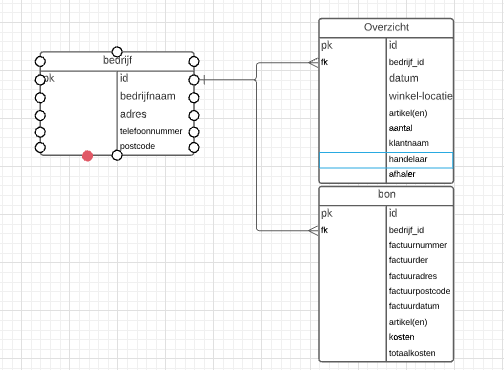 bedrijf
pk id
bedrijfnaam
adres
telefoonnummer
postcode
Overzicht
pk id
fk bedrijf_id
datum
winkel-locatie
artikel(en)
aantal
klantnaam
handelaar
afhaler
bon
pk id
fk bedrijf_id
factuurnummer
factuurder
factuuradres
factuurpostcode
factuurdatum
artikel(en)
kosten
totaalkosten